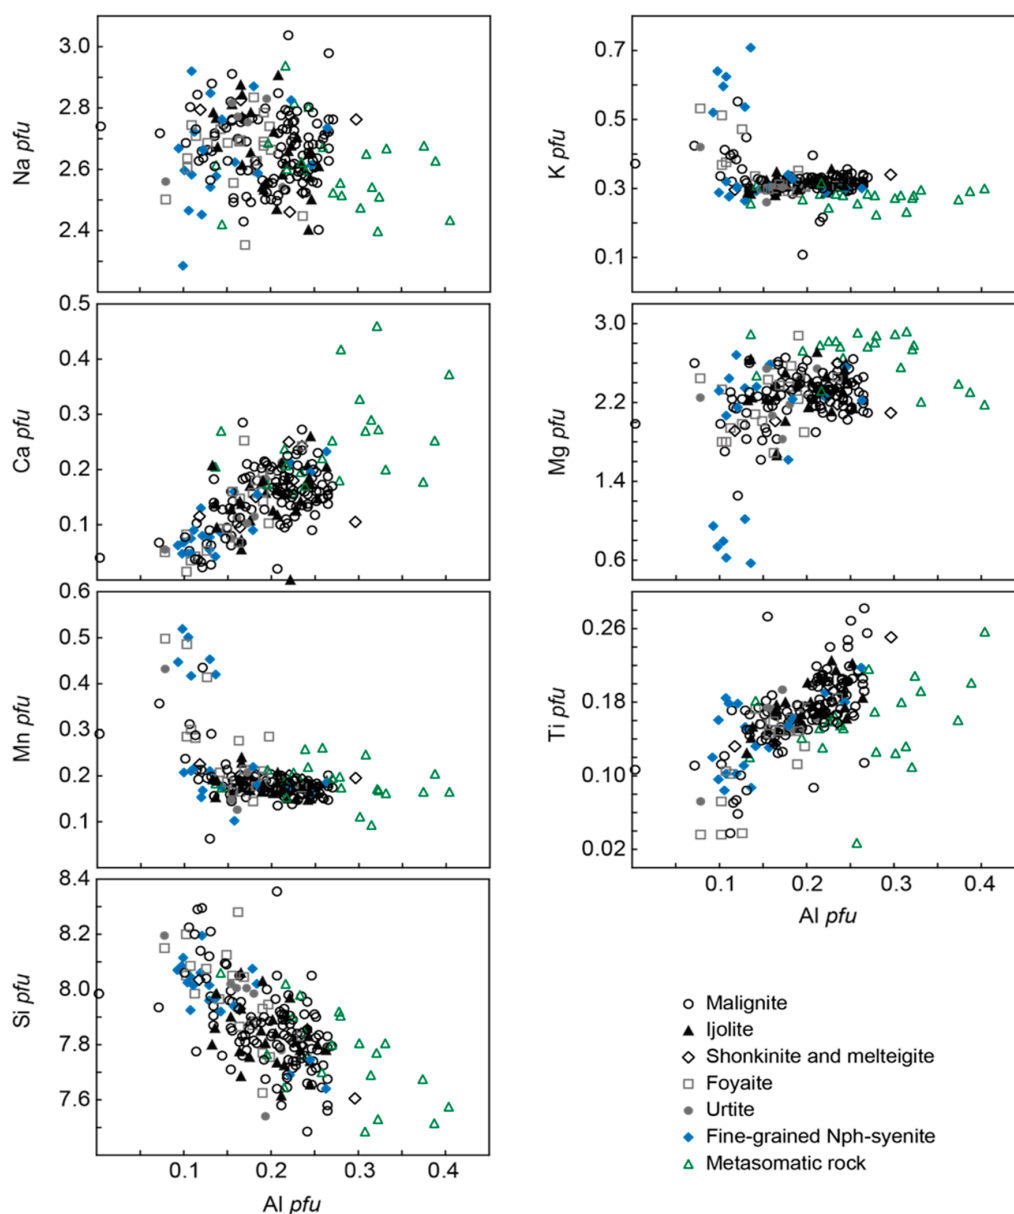 3.0
2.8
2.6
2.4
Na pfu
0.7
0.5
0.3
0.1
K pfu
0.5
0.4
0.3
0.2
0.1
Ca pfu
3.0
2.2
1.4
0.6
Mg pfu
0.6
0.5
0.4
0.3
0.2
0.1
Mn pfu
0.26
0.18
0.10
0.02
Ti pfu
0.1 0.2 0.3 0.4
Al pfu
8.4
8.2
8.0
7.8
7.6
Si pfu
0.1 0.2 0.3 0.4
Al pfu
Malignite
Ijolite
Shonkinite and melteigite
Foyaite
Urtite
Fine-grained Nph-syenite
Metasomatic rock